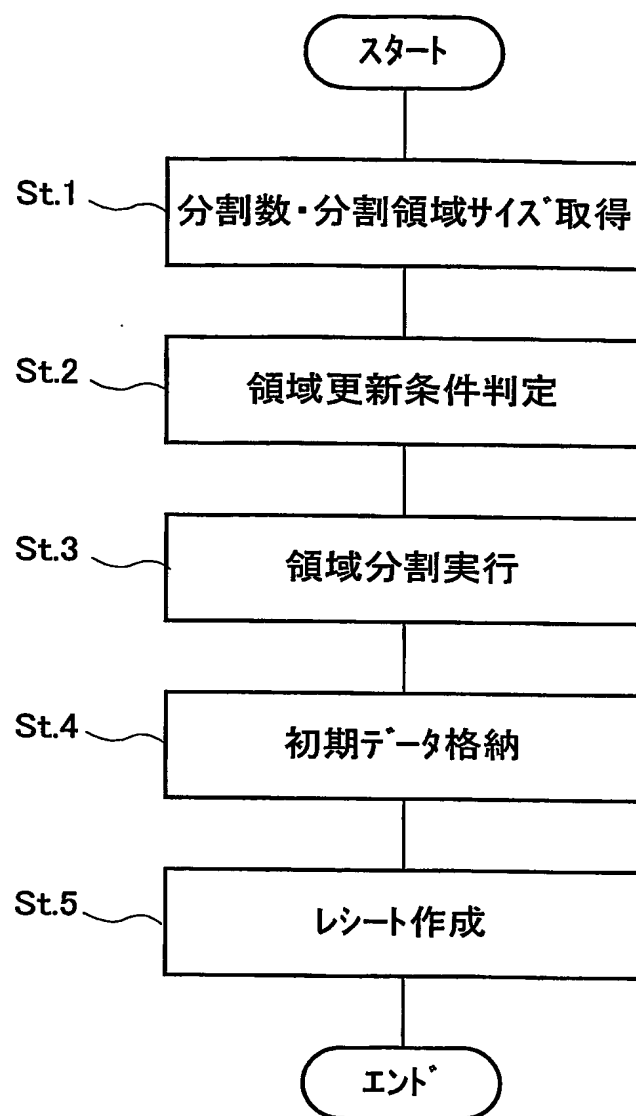 スタート
St.1
分割数・分割領域サイズ取得
St.2
領域更新条件判定
St.3
領域分割実行
St.4
初期データ格納
St.5
レシート作成
エンド